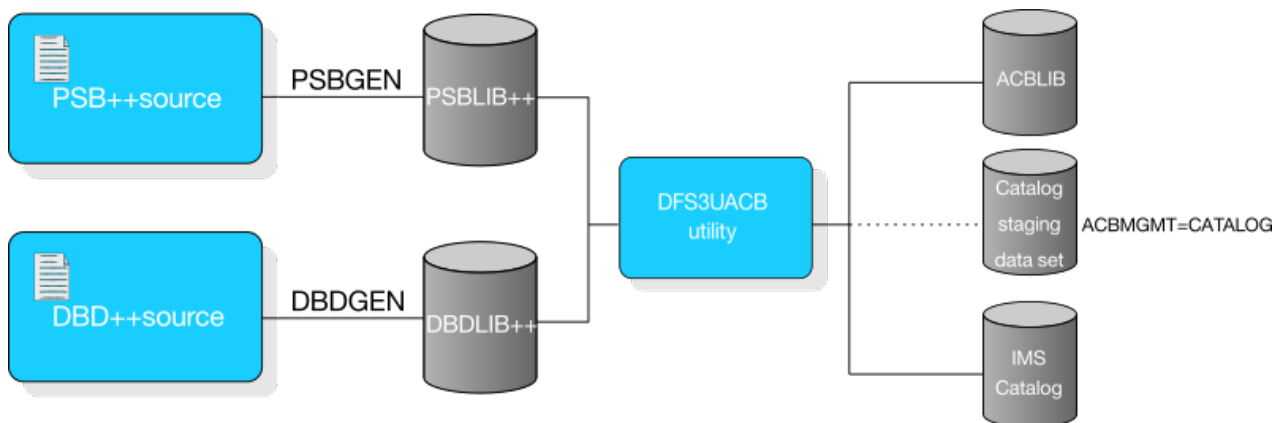 PSB++source
PSBGEN
PSBLIB++
DBD++source
DBDGEN
DBDLIB++
DFS3UACB
utility
ACBLIB
Catalog
staging
data set
ACBMGMT=CATALOG
IMS
Catalog